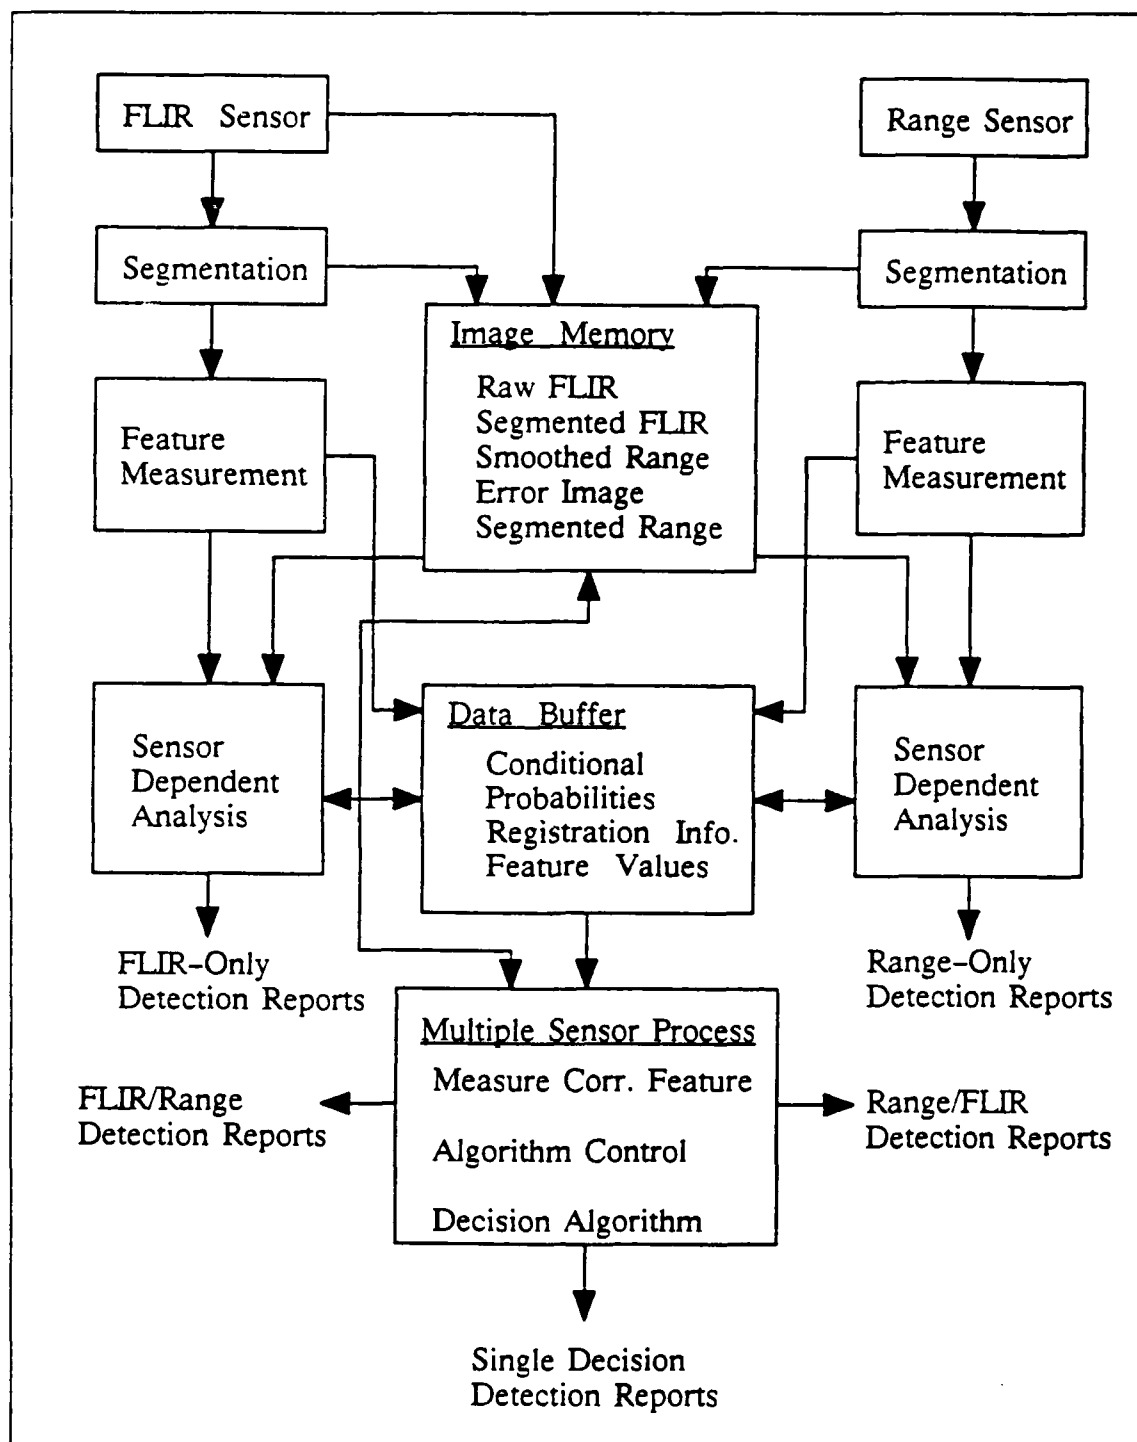 FLIR Sensor
Range Sensor
Segmentation
Segmentation
Image Memory
Raw FLIR
Segmented FLIR
Smoothed Range
Error Image
Segmented Range
Feature
Measurement
Feature
Measurement
Sensor
Dependent
Analysis
Data Buffer
Conditional
Probabilities
Registration Info.
Feature Values
Sensor
Dependent
Analysis
FLIR-Only
Detection Reports
Range-Only
Detection Reports
Multiple Sensor Process
Measure Corr. Feature
Algorithm Control
Decision Algorithm
FLIR/Range
Detection Reports
Range/FLIR
Detection Reports
Single Decision
Detection Reports